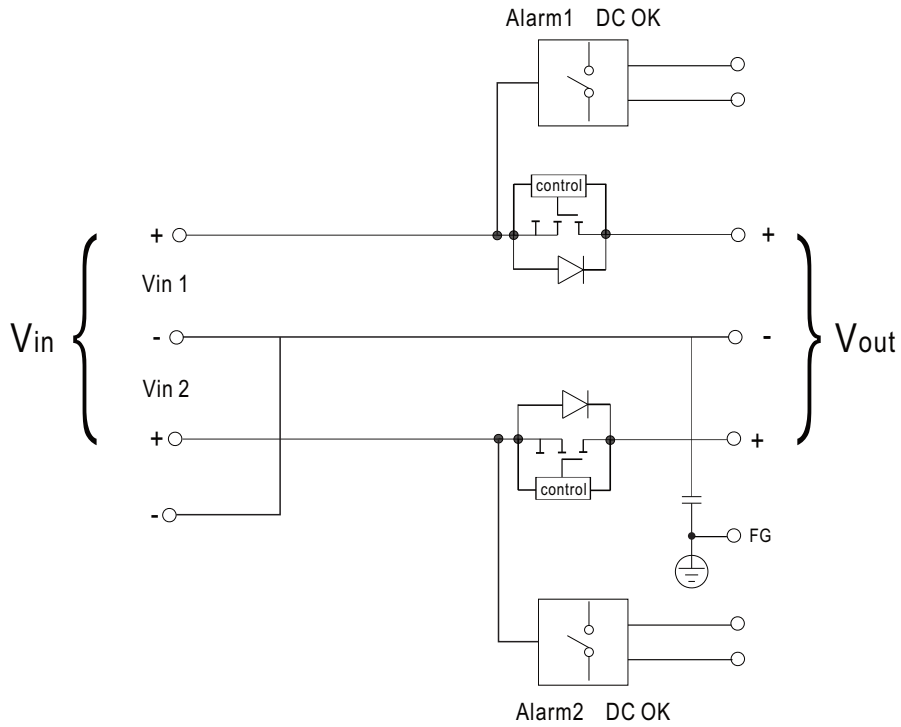 Alarm1 DC OK
control
+ +
Vin 1
Vin Vout
- -
Vin 2
+ +
control
-
FG
Alarm2 DC OK